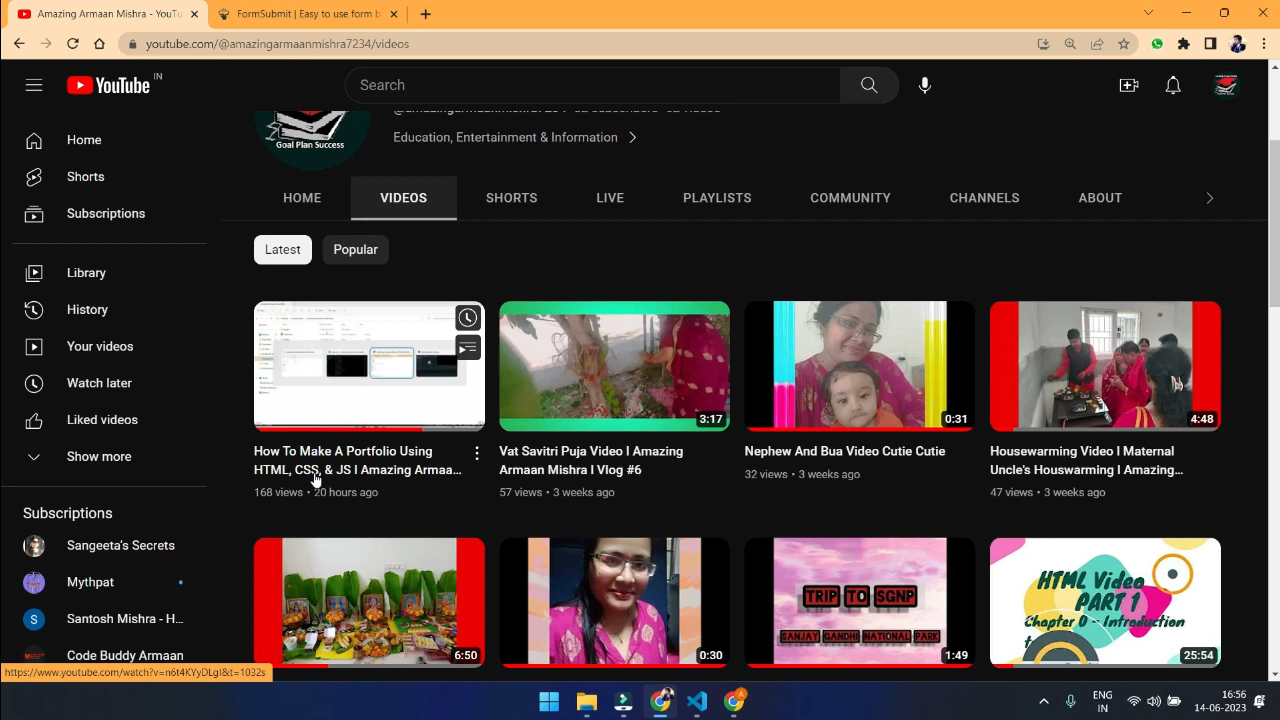 Amazing Armaan Mishra - YouTu
FormSubmit | Easy to use form b
youtube.com/@amazingarmaanmishra7234/videos
YouTube
IN
Search
Goal Plan Success
Education, Entertainment & Information
HOME
VIDEOS
SHORTS
LIVE
PLAYLISTS
COMMUNITY
CHANNELS
ABOUT
Latest
Popular
Home
Shorts
Subscriptions
Library
History
Your videos
Watch later
Liked videos
Show more
Subscriptions
Sangeeta's Secrets
Mythpat
S
Santosh Mishra - H...
Code Buddy Armaan
How To Make A Portfolio Using
HTML, CSS, & JS I Amazing Armaa...
168 views • 20 hours ago
3:17
Vat Savitri Puja Video I Amazing
Armaan Mishra I Vlog #6
57 views • 3 weeks ago
0:31
Nephew And Bua Video Cutie Cutie
32 views • 3 weeks ago
4:48
Housewarming Video I Maternal
Uncle's Houswarming I Amazing...
47 views • 3 weeks ago
6:50
0:30
TRIP TO SGNP
SANJAY GANDHI NATIONAL PARK
1:49
HTML Video
PART 1
Chapter 0 - Introduction
25:54
https://www.youtube.com/watch?v=n6t4KYyDLgI&t=1032s
ENG
IN
16:56
14-06-2023